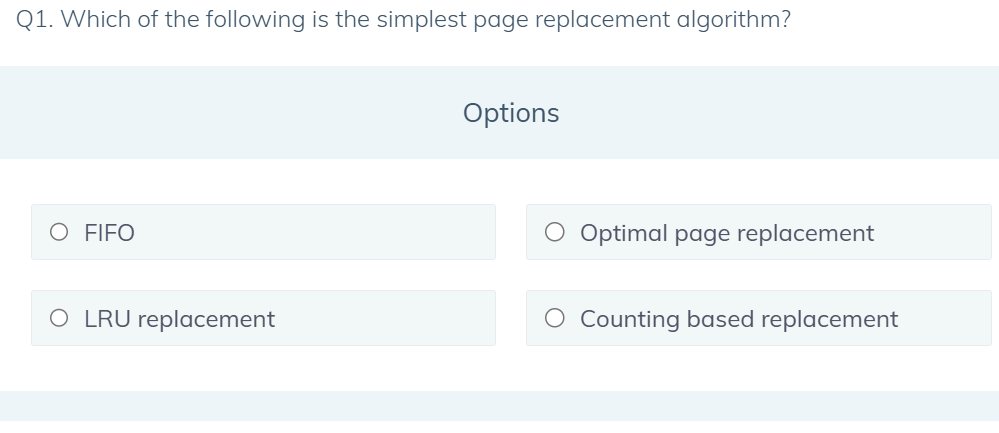 Q1. Which of the following is the simplest page replacement algorithm?
Options
FIFO
Optimal page replacement
LRU replacement
Counting based replacement